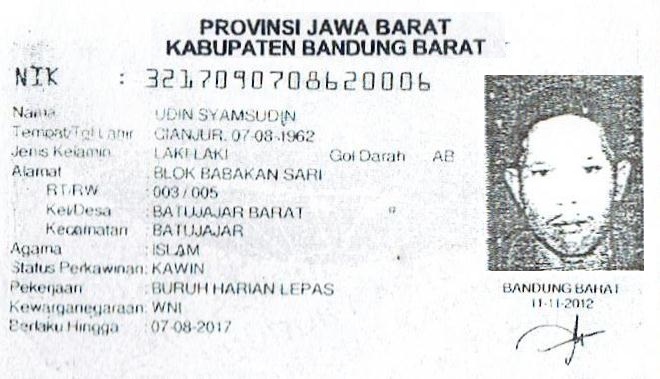 PROVINSI JAWA BARAT
KABUPATEN BANDUNG BARAT
NIK : 3217090708620006
Nama : UDIN SYAMSUDIN
Tempat/Tgl Lahir : CIANJUR, 07-08-1962
Jenis Kelamin : LAKI-LAKI Gol Darah AB
Alamat : BLOK BABAKAN SARI
RT/RW : 003 / 005
Kel/Desa : BATUJAJAR BARAT
Kecamatan : BATUJAJAR
Agama : ISLAM
Status Perkawinan: KAWIN
Pekerjaan : BURUH HARIAN LEPAS
Kewarganegaraan: WNI
Berlaku Hingga : 07-08-2017
BANDUNG BARAT
11-11-2012